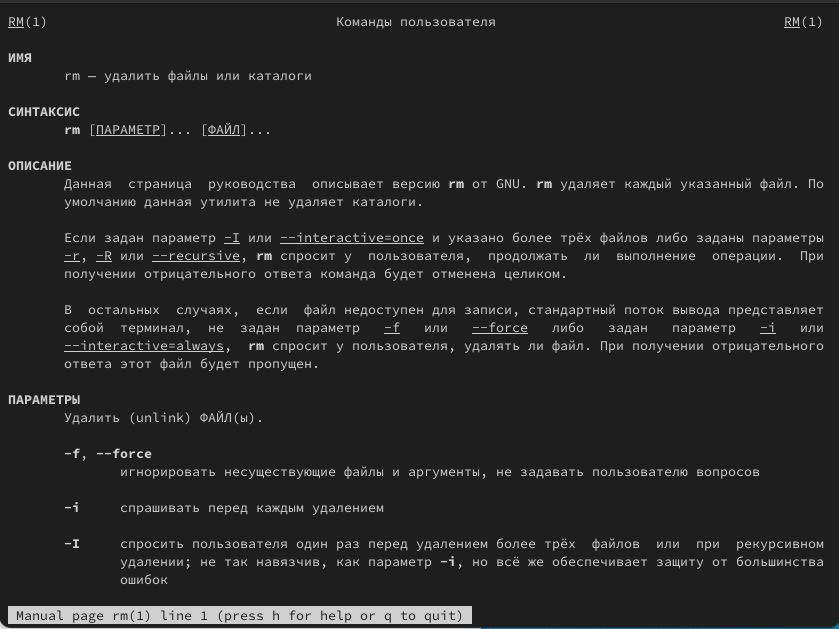 RM(1) Команды пользователя RM(1)
ИМЯ
rm — удалить файлы или каталоги
СИНТАКСИС
rm [ПАРАМЕТР]... [ФАЙЛ]...
ОПИСАНИЕ
Данная страница руководства описывает версию rm от GNU. rm удаляет каждый указанный файл. По
умолчанию данная утилита не удаляет каталоги.
Если задан параметр -I или --interactive=once и указано более трёх файлов либо заданы параметры
-r, -R или --recursive, rm спросит у пользователя, продолжать ли выполнение операции. При
получении отрицательного ответа команда будет отменена целиком.
В остальных случаях, если файл недоступен для записи, стандартный поток вывода представляет
собой терминал, не задан параметр -f или --force либо задан параметр -i или
--interactive=always, rm спросит у пользователя, удалять ли файл. При получении отрицательного
ответа этот файл будет пропущен.
ПАРАМЕТРЫ
Удалить (unlink) ФАЙЛ(ы).
-f, --force
игнорировать несуществующие файлы и аргументы, не задавать пользователю вопросов
-i спрашивать перед каждым удалением
-I спросить пользователя один раз перед удалением более трёх файлов или при рекурсивном
удалении; не так навязчив, как параметр -i, но всё же обеспечивает защиту от большинства
ошибок
Manual page rm(1) line 1 (press h for help or q to quit)